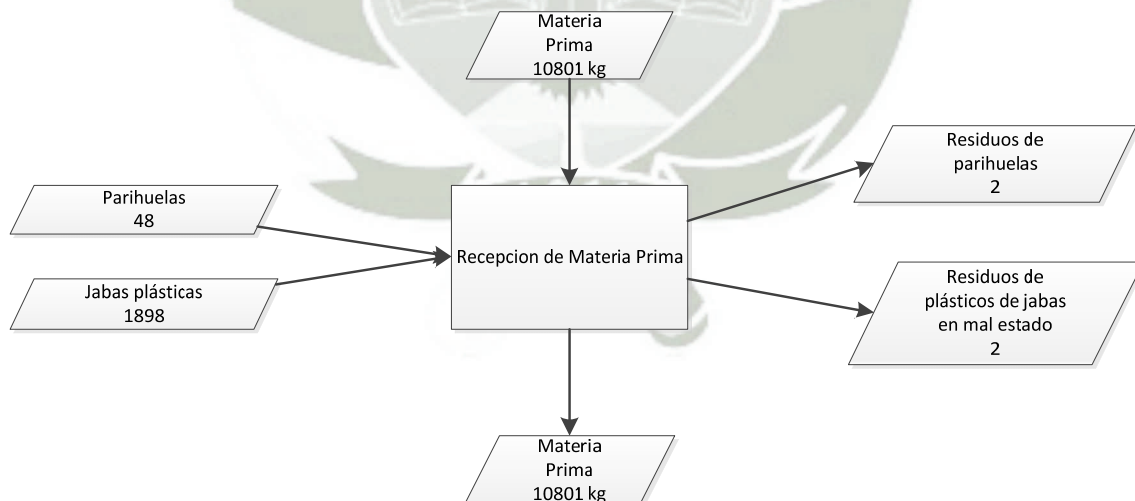 Materia
Prima
10801 kg
Residuos de
parihuelas
2
Parihuelas
48
Recepcion de Materia Prima
Jabas plásticas
1898
Residuos de
plásticos de jabas
en mal estado
2
Materia
Prima
10801 kg